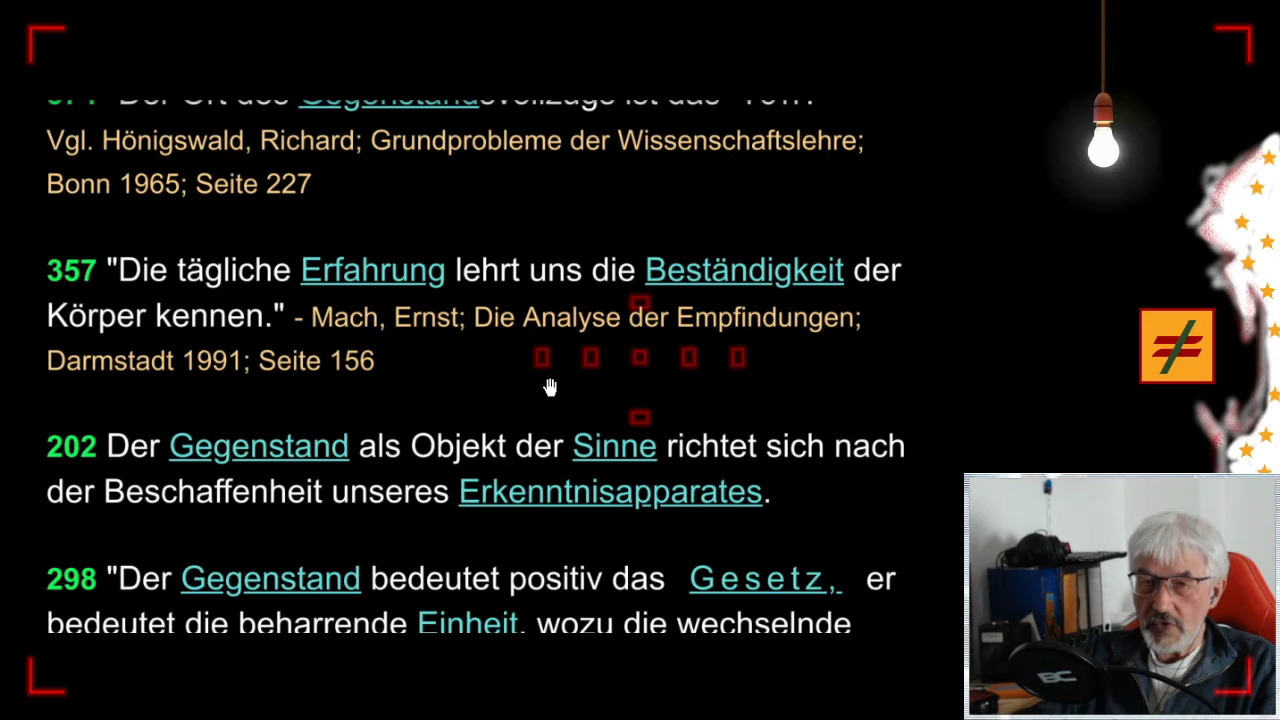 Vgl. Hönigswald, Richard; Grundprobleme der Wissenschaftslehre;
Bonn 1965; Seite 227
357 "Die tägliche Erfahrung lehrt uns die Beständigkeit der
Körper kennen." - Mach, Ernst; Die Analyse der Empfindungen;
Darmstadt 1991; Seite 156
202 Der Gegenstand als Objekt der Sinne richtet sich nach
der Beschaffenheit unseres Erkenntnisapparates.
298 "Der Gegenstand bedeutet positiv das Gesetz, er
bedeutet die beharrende Einheit, wozu die wechselnde
≠